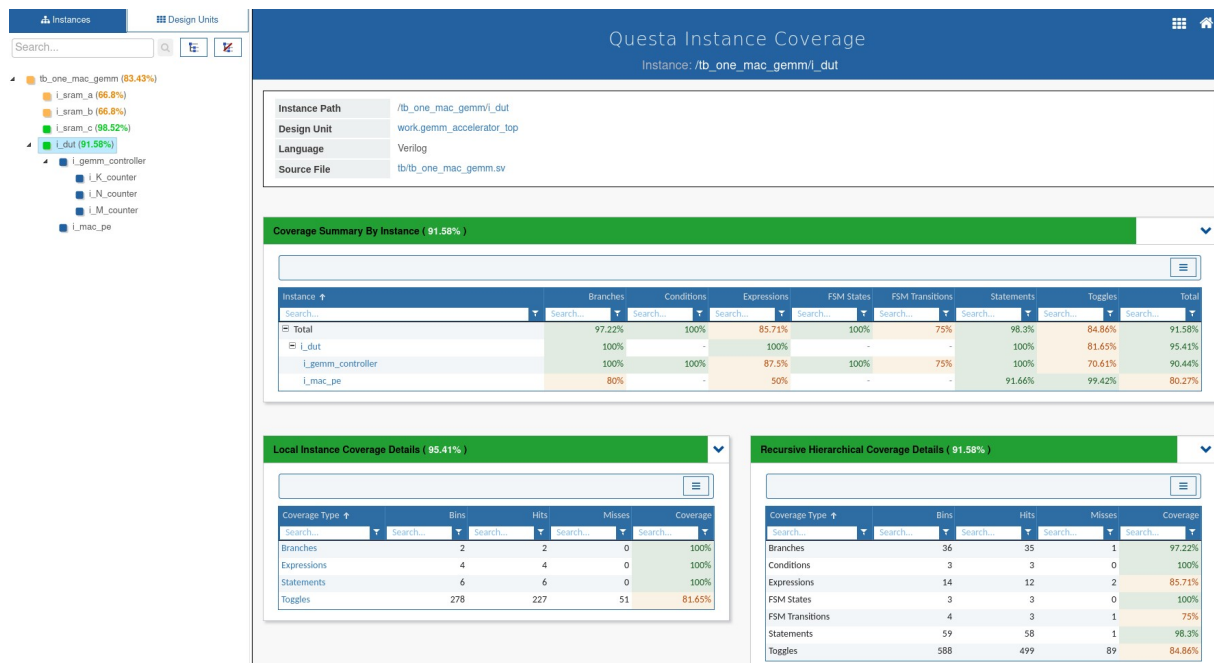 Instances Design Units
Search...
tb_one_mac_gemm (83.43%)
i_sram_a (66.8%)
i_sram_b (66.8%)
i_sram_c (98.52%)
i_dut (91.58%)
i_gemm_controller
i_K_counter
i_N_counter
i_M_counter
i_mac_pe
Questa Instance Coverage
Instance: /tb_one_mac_gemm/i_dut
Instance Path /tb_one_mac_gemm/i_dut
Design Unit work.gemm_accelerator_top
Language Verilog
Source File tb/tb_one_mac_gemm.sv
Coverage Summary By Instance ( 91.58% )
Instance Branches Conditions Expressions FSM States FSM Transitions Statements Toggles Total
Search... Search... Search... Search... Search... Search... Search... Search... Search...
Total 97.22% 100% 85.71% 100% 75% 98.3% 84.86% 91.58%
i_dut 100% - 100% - - 100% 81.65% 95.41%
i_gemm_controller 100% 100% 87.5% 100% 75% 100% 70.61% 90.44%
i_mac_pe 80% - 50% - - 91.66% 99.42% 80.27%
Local Instance Coverage Details ( 95.41% )
Coverage Type Bins Hits Misses Coverage
Search... Search... Search... Search... Search...
Branches 2 2 0 100%
Expressions 4 4 0 100%
Statements 6 6 0 100%
Toggles 278 227 51 81.65%
Recursive Hierarchical Coverage Details ( 91.58% )
Coverage Type Bins Hits Misses Coverage
Search... Search... Search... Search... Search...
Branches 36 35 1 97.22%
Conditions 3 3 0 100%
Expressions 14 12 2 85.71%
FSM States 3 3 0 100%
FSM Transitions 4 3 1 75%
Statements 59 58 1 98.3%
Toggles 588 499 89 84.86%